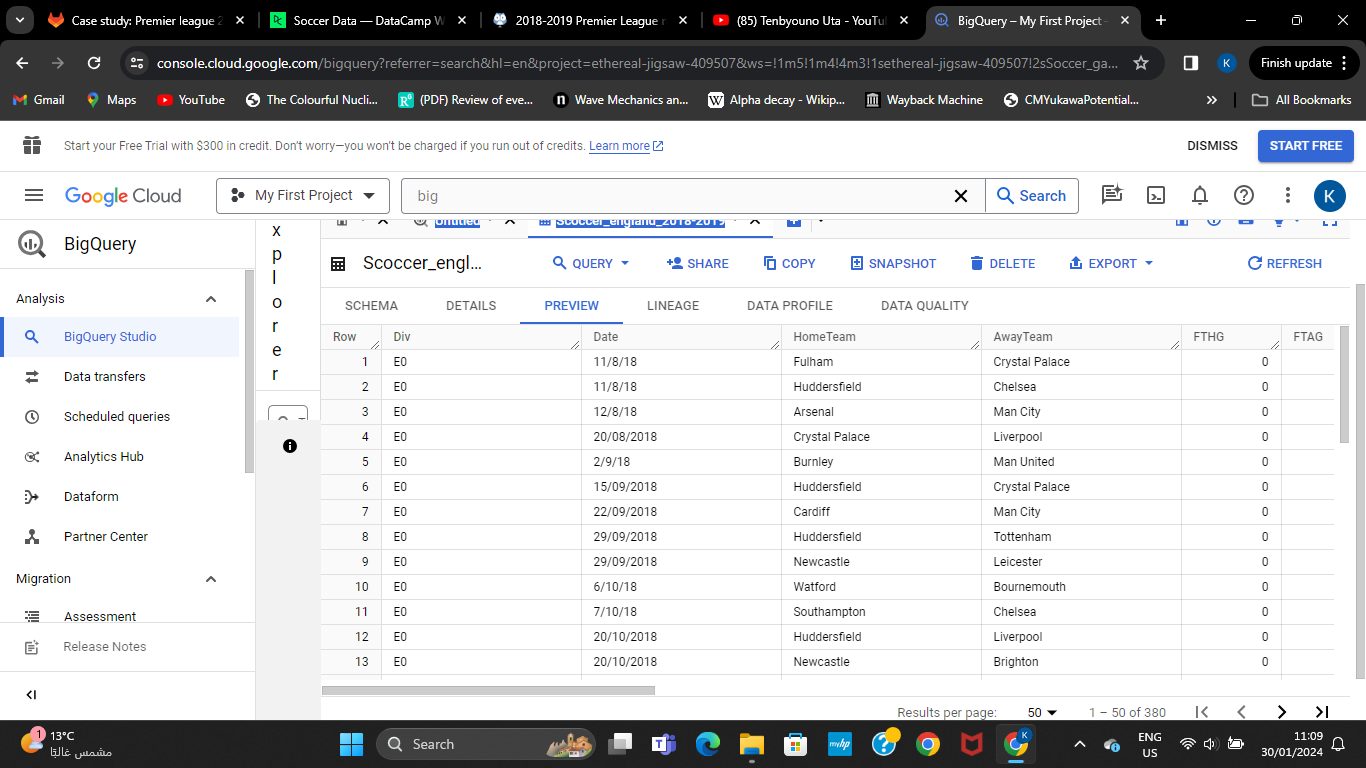 Case study: Premier league 2
Soccer Data — DataCamp W
2018-2019 Premier League r
(85) Tenbyouno Uta - YouTu
BigQuery – My First Project -
console.cloud.google.com/bigquery?referrer=search&hl=en&project=ethereal-jigsaw-409507&ws=!1m5!1m4!4m3!1sethereal-jigsaw-409507!2sSoccer_ga...
K
Finish update
Gmail
Maps
YouTube
The Colourful Nucli...
(PDF) Review of eve...
Wave Mechanics an...
Alpha decay - Wikip...
Wayback Machine
CMYukawaPotential...
All Bookmarks
Start your Free Trial with $300 in credit. Don't worry—you won't be charged if you run out of credits. Learn more
DISMISS
START FREE
Google Cloud
My First Project
big
Search
K
BigQuery
Analysis
BigQuery Studio
Data transfers
Scheduled queries
Analytics Hub
Dataform
Partner Center
Migration
Assessment
Release Notes
x
p
l
o
r
e
r
Untitled
Scoccer_england_2018-2019
Scoccer_engl...
QUERY
SHARE
COPY
SNAPSHOT
DELETE
EXPORT
REFRESH
SCHEMA DETAILS PREVIEW LINEAGE DATA PROFILE DATA QUALITY
Row Div Date HomeTeam AwayTeam FTHG FTAG
1 E0 11/8/18 Fulham Crystal Palace 0
2 E0 11/8/18 Huddersfield Chelsea 0
3 E0 12/8/18 Arsenal Man City 0
4 E0 20/08/2018 Crystal Palace Liverpool 0
5 E0 2/9/18 Burnley Man United 0
6 E0 15/09/2018 Huddersfield Crystal Palace 0
7 E0 22/09/2018 Cardiff Man City 0
8 E0 29/09/2018 Huddersfield Tottenham 0
9 E0 29/09/2018 Newcastle Leicester 0
10 E0 6/10/18 Watford Bournemouth 0
11 E0 7/10/18 Southampton Chelsea 0
12 E0 20/10/2018 Huddersfield Liverpool 0
13 E0 20/10/2018 Newcastle Brighton 0
Results per page: 50 1 – 50 of 380
1
13°C
مشمس غالبًا
Search
myhp
K
ENG
US
11:09
30/01/2024